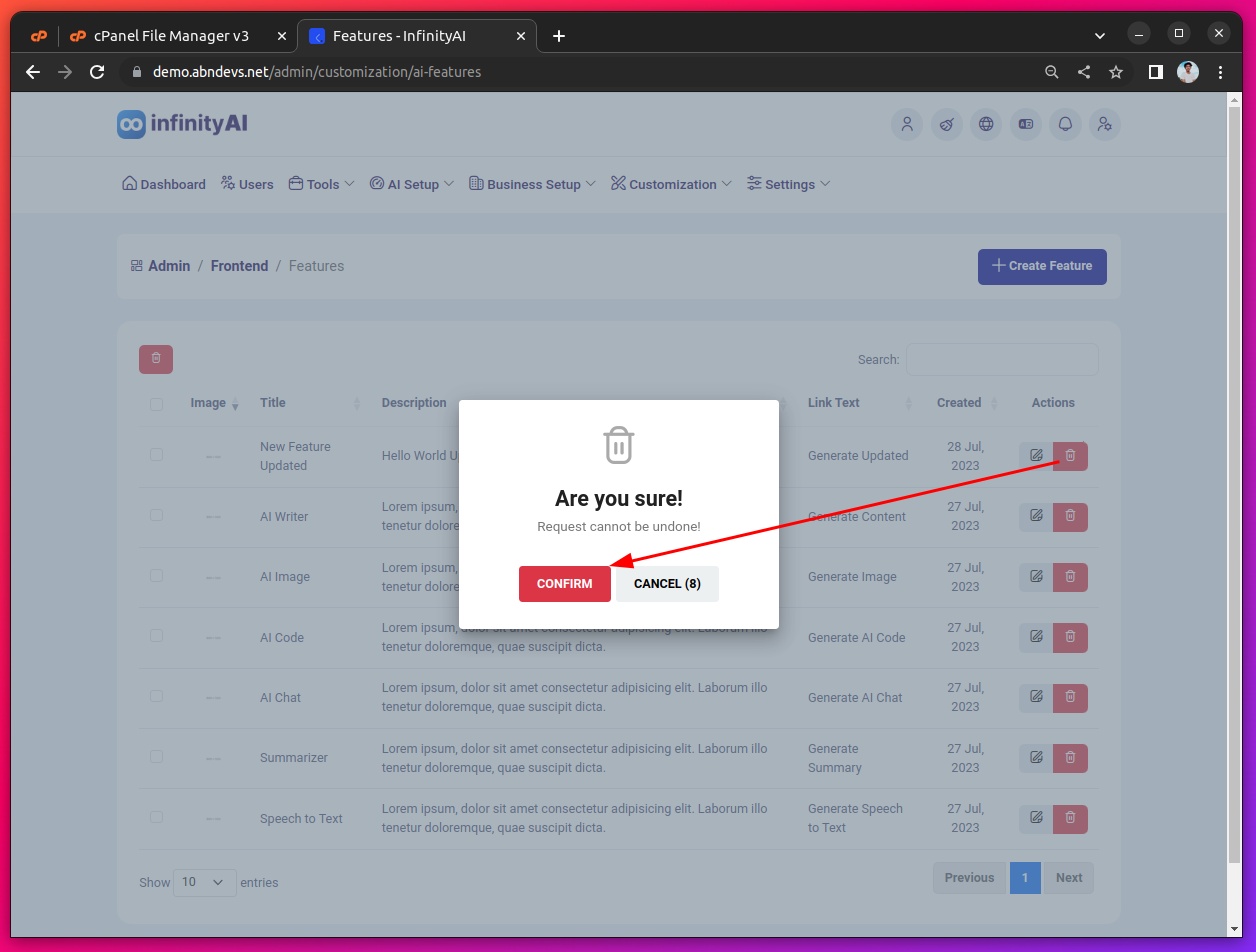 cPanel File Manager v3
Features - InfinityAI
demo.abndevs.net/admin/customization/ai-features
infinityAI
Dashboard
Users
Tools
AI Setup
Business Setup
Customization
Settings
Admin / Frontend / Features
Create Feature
Search:
Image Title Description Link Text Created Actions
New Feature
Updated
Hello World U
Generate Updated
28 Jul,
2023
AI Writer
Lorem ipsum,
tenetur dolore
Generate Content
27 Jul,
2023
AI Image
Lorem ipsum,
tenetur dolore
Generate Image
27 Jul,
2023
AI Code
Lorem ipsum, dolor sit amet consectetur adipisicing elit. Laborum illo
tenetur doloremque, quae suscipit dicta.
Generate AI Code
27 Jul,
2023
AI Chat
Lorem ipsum, dolor sit amet consectetur adipisicing elit. Laborum illo
tenetur doloremque, quae suscipit dicta.
Generate AI Chat
27 Jul,
2023
Summarizer
Lorem ipsum, dolor sit amet consectetur adipisicing elit. Laborum illo
tenetur doloremque, quae suscipit dicta.
Generate
Summary
27 Jul,
2023
Speech to Text
Lorem ipsum, dolor sit amet consectetur adipisicing elit. Laborum illo
tenetur doloremque, quae suscipit dicta.
Generate Speech
to Text
27 Jul,
2023
Are you sure!
Request cannot be undone!
CONFIRM
CANCEL (8)
Show 10 entries
Previous 1 Next